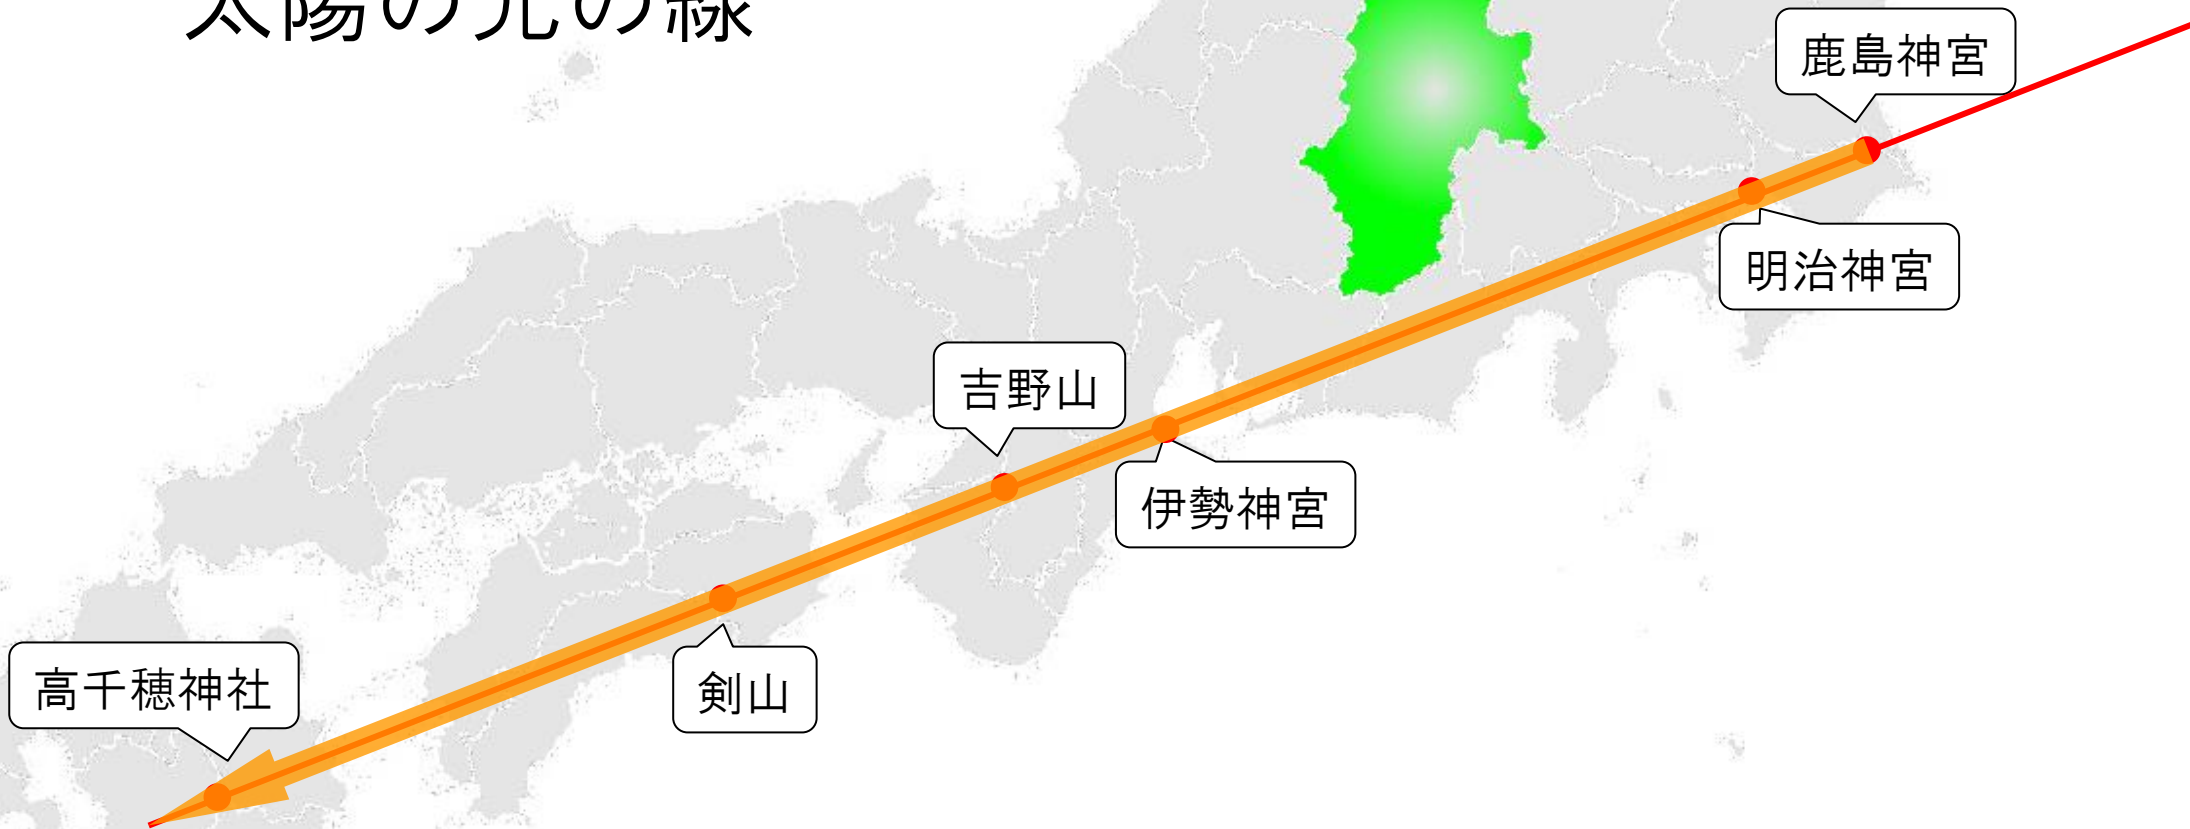 太陽の光の線
鹿島神宮
明治神宮
吉野山
伊勢神宮
剣山
高千穂神社